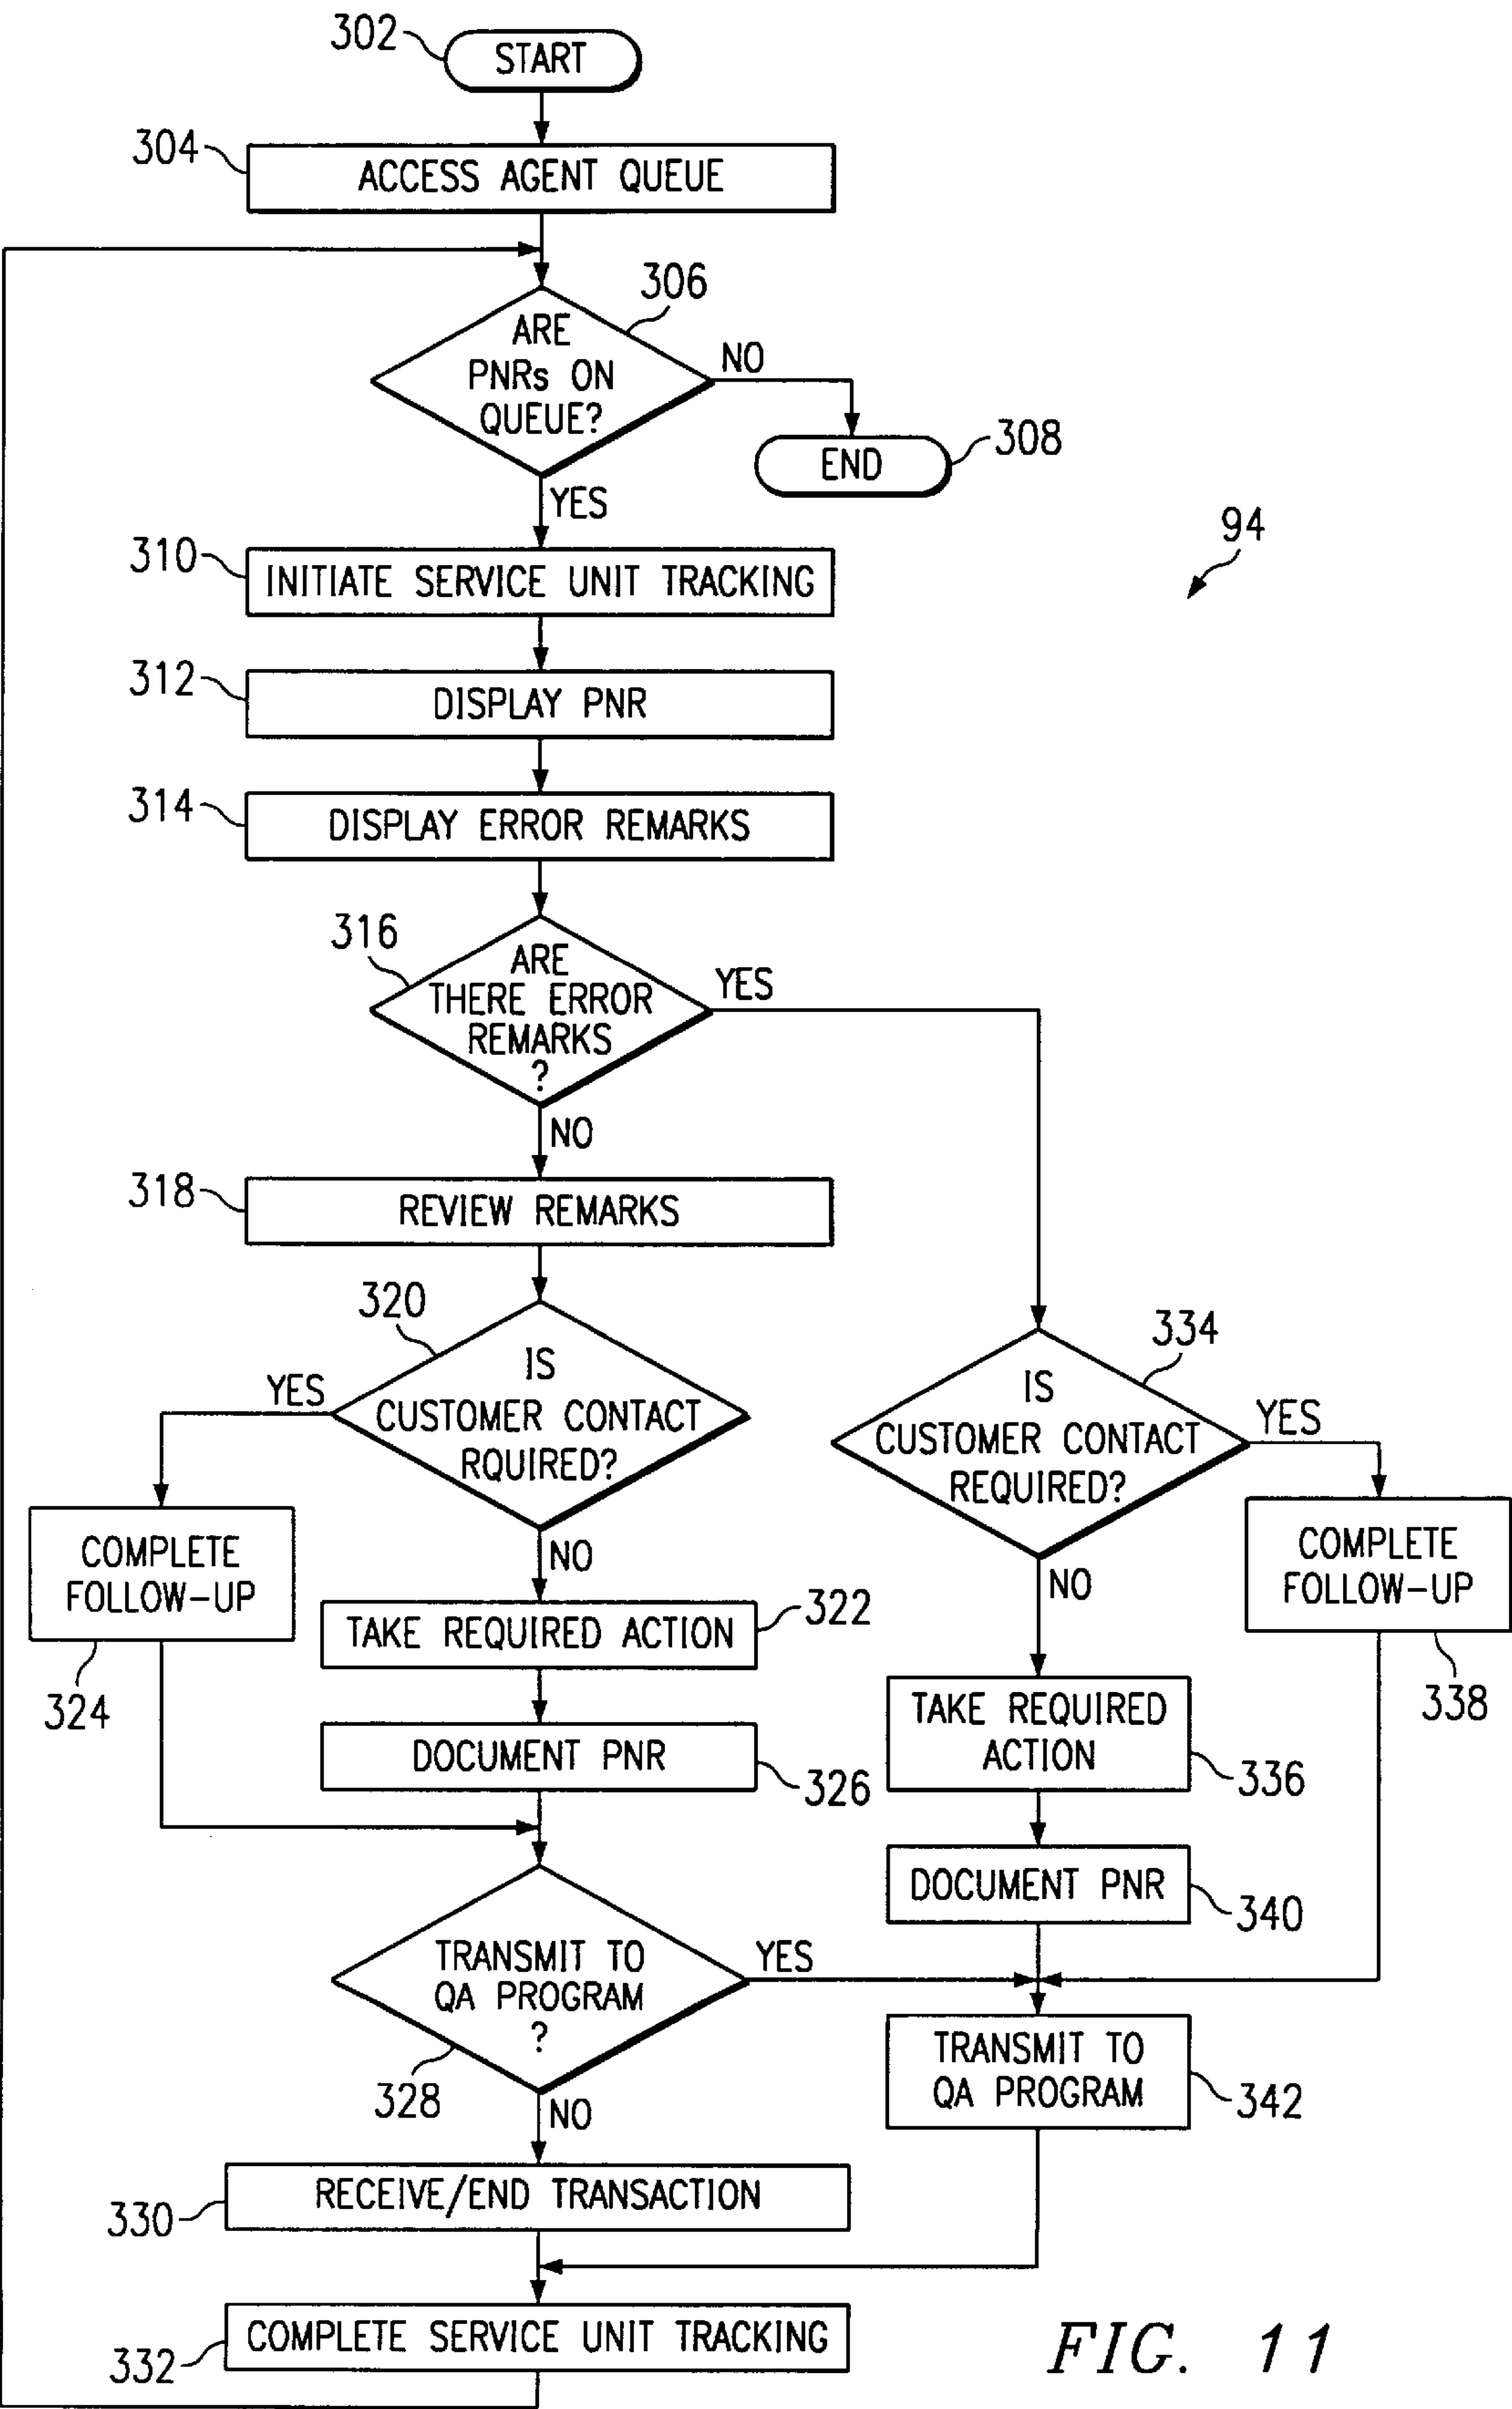 302
START
304
ACCESS AGENT QUEUE
306
ARE
PNRs ON
QUEUE?
NO
END
308
YES
94
310
INITIATE SERVICE UNIT TRACKING
312
DISPLAY PNR
314
DISPLAY ERROR REMARKS
316
ARE
THERE ERROR
REMARKS
?
YES
NO
318
REVIEW REMARKS
320
IS
CUSTOMER CONTACT
RQUIRED?
YES
334
IS
CUSTOMER CONTACT
REQUIRED?
YES
COMPLETE
FOLLOW-UP
324
NO
TAKE REQUIRED ACTION
322
DOCUMENT PNR
326
COMPLETE
FOLLOW-UP
338
NO
TAKE REQUIRED
ACTION
336
DOCUMENT PNR
340
TRANSMIT TO
QA PROGRAM
?
YES
328
NO
TRANSMIT TO
QA PROGRAM
342
RECEIVE/END TRANSACTION
330
COMPLETE SERVICE UNIT TRACKING
332
FIG. 11